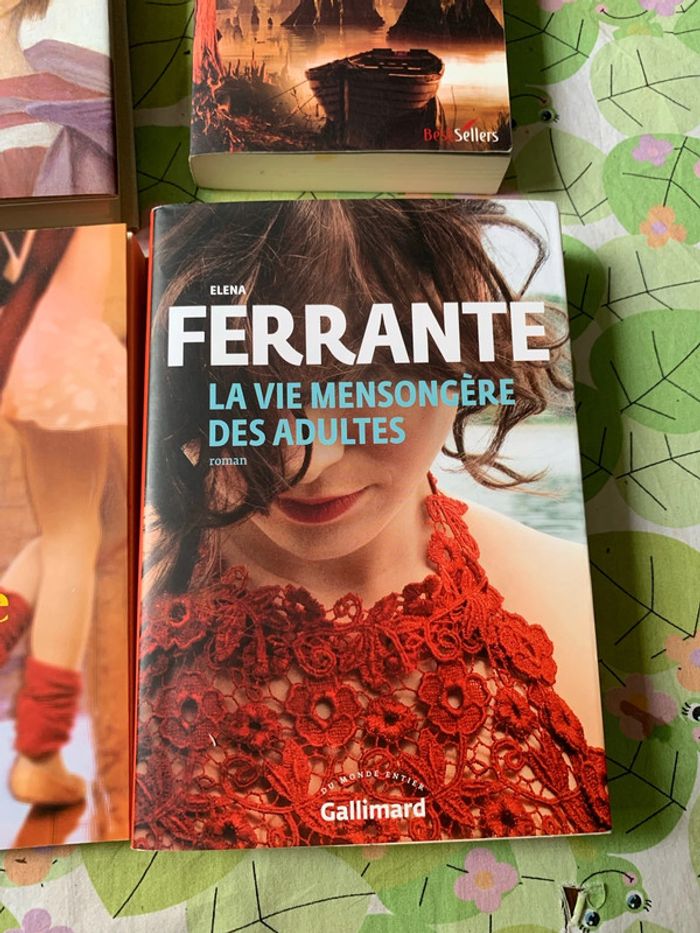 BestSellers
ELENA
FERRANTE
LA VIE MENSONGÈRE
DES ADULTES
roman
e
DU MONDE ENTIER
Gallimard